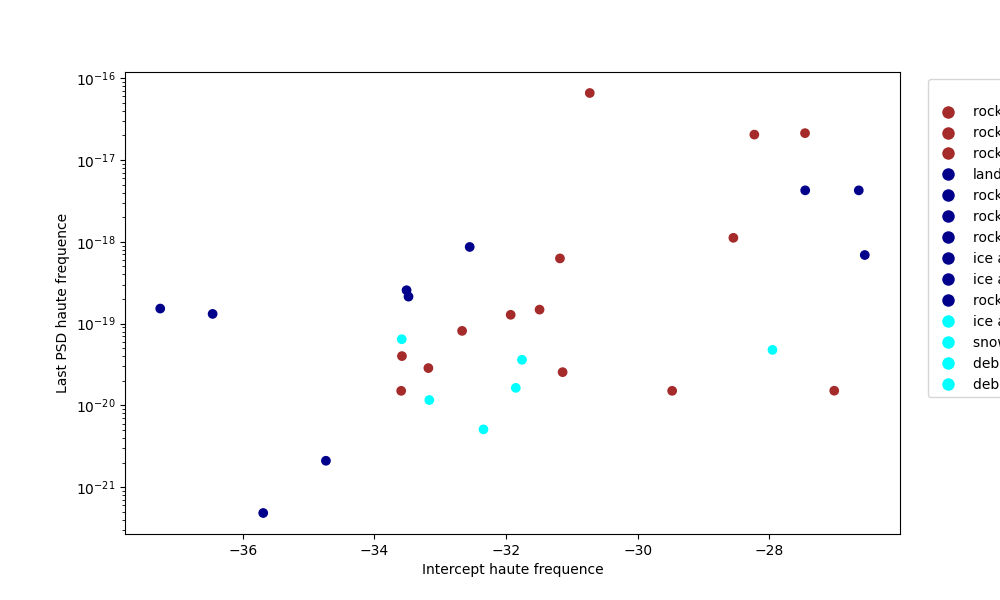 10−16
10−17
10−18
10−19
10−20
10−21
Last PSD haute frequence
−36 −34 −32 −30 −28
Intercept haute frequence
rock
rock
rock
land
rock
rock
rock
ice a
ice a
rock
ice a
snow
deb
deb